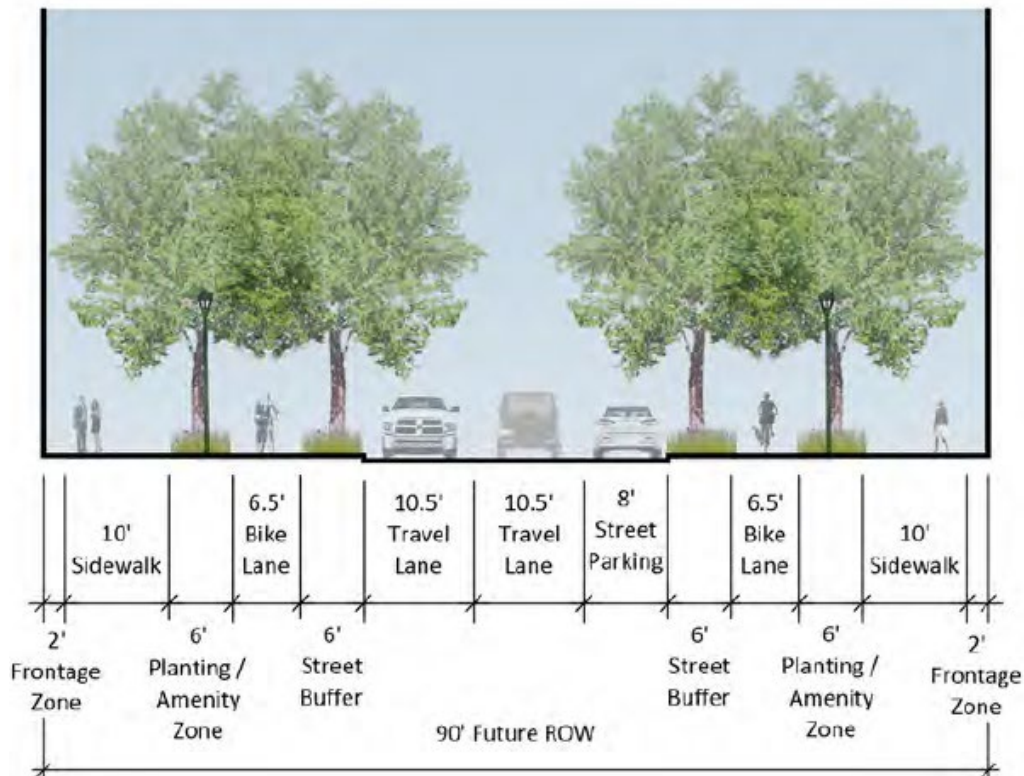 10'
Sidewalk
6.5'
Bike
Lane
10.5'
Travel
Lane
10.5'
Travel
Lane
8'
Street
Parking
6.5'
Bike
Lane
10'
Sidewalk
2'
Frontage
Zone
6'
Planting /
Amenity
Zone
6'
Street
Buffer
6'
Street
Buffer
6'
Planting /
Amenity
Zone
2'
Frontage
Zone
90' Future ROW